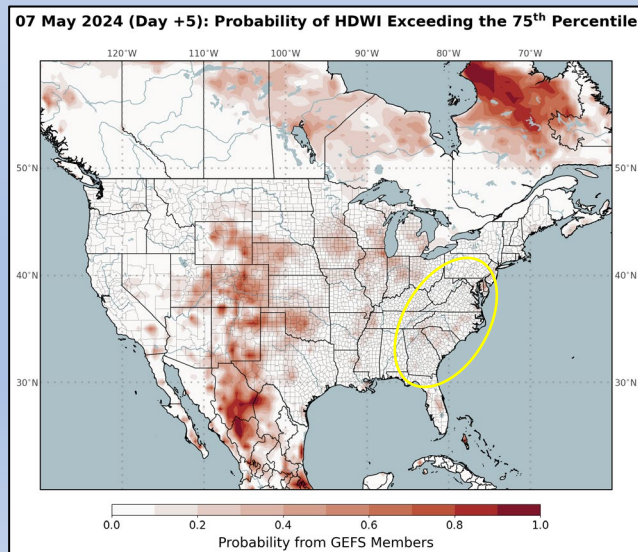 07 May 2024 (Day +5): Probability of HDWI Exceeding the 75th Percentile
120°W 110°W 100°W 90°W 80°W 70°W
50°N
40°N 40°N
30°N 30°N
0.0 0.2 0.4 0.6 0.8 1.0
Probability from GEFS Members